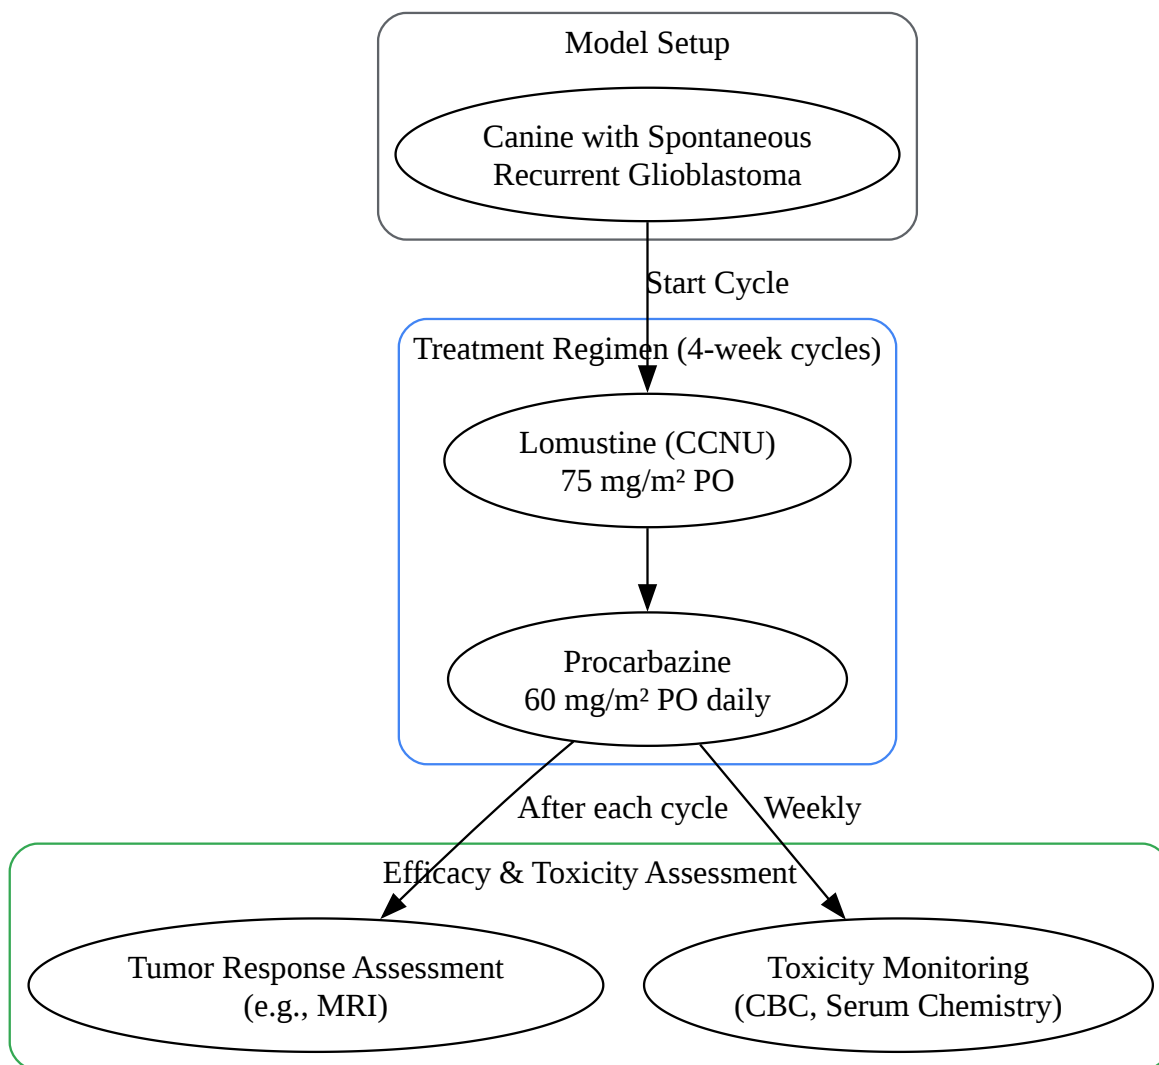 Model Setup
Canine with Spontaneous
Recurrent Glioblastoma
Start Cycle
Treatment Regimen (4-week cycles)
Lomustine (CCNU)
75 mg/m² PO
Procarbazine
60 mg/m² PO daily
After each cycle
Weekly
Efficacy & Toxicity Assessment
Tumor Response Assessment
(e.g., MRI)
Toxicity Monitoring
(CBC, Serum Chemistry)